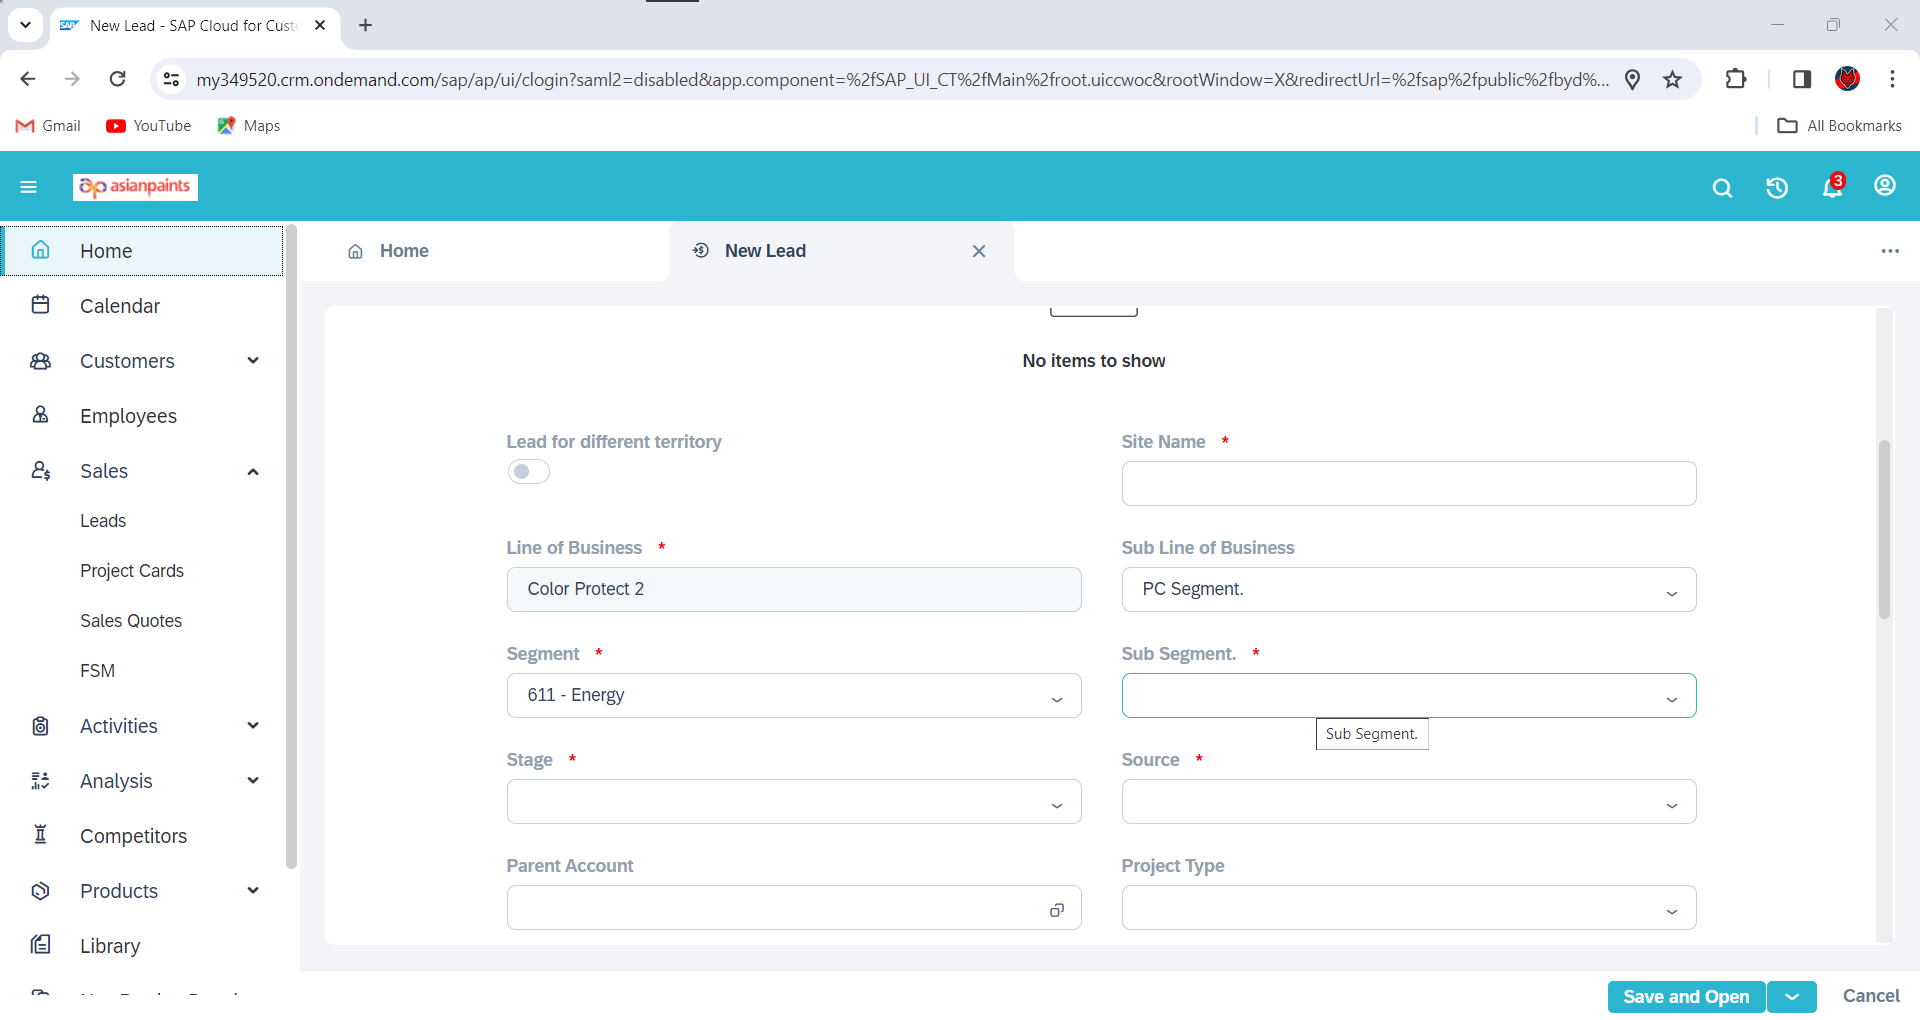 New Lead - SAP Cloud for Cust
my349520.crm.ondemand.com/sap/ap/ui/clogin?saml2=disabled&app.component=%2fSAP_UI_CT%2fMain%2froot.uiccwoc&rootWindow=X&redirectUrl=%2fsap%2fpublic%2fbyd%...
Gmail
YouTube
Maps
All Bookmarks
asianpaints
3
Home
Calendar
Customers
Employees
Sales
Leads
Project Cards
Sales Quotes
FSM
Activities
Analysis
Competitors
Products
Library
Home
New Lead
No items to show
Lead for different territory
Site Name *
Line of Business *
Color Protect 2
Sub Line of Business
PC Segment.
Segment *
611 - Energy
Sub Segment. *
Sub Segment.
Stage *
Source *
Parent Account
Project Type
Save and Open
Cancel